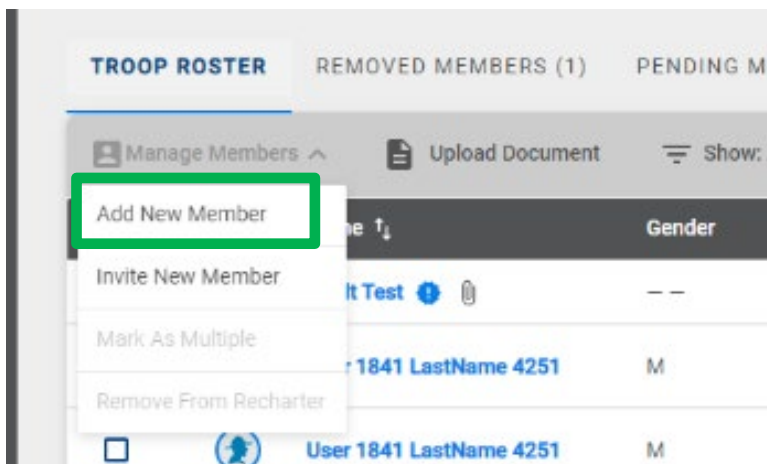 TROOP ROSTER REMOVED MEMBERS (1) PENDING M
Manage Members Upload Document Show:
Add New Member
Invite New Member
Mark As Multiple
Remove From Recharter
e Gender
lt Test – –
1841 LastName 4251 M
User 1841 LastName 4251 M